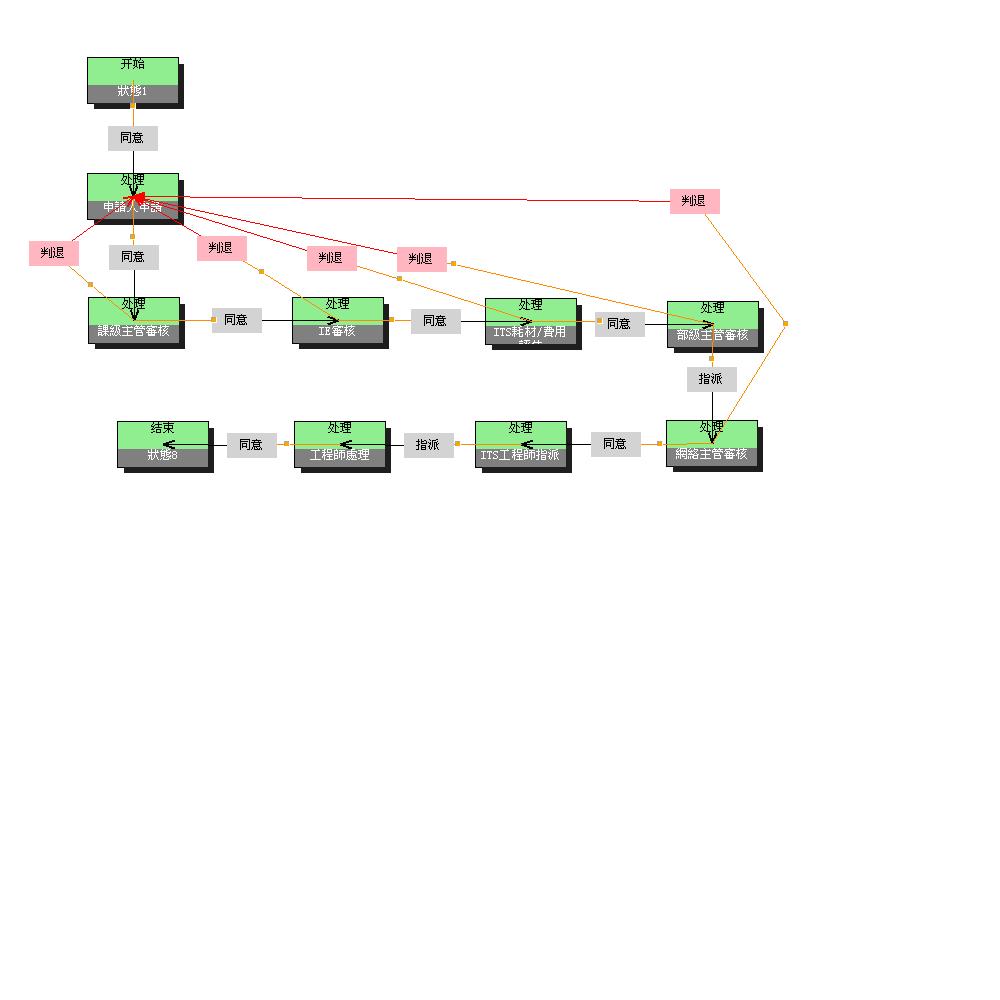 开始
狀態1
同意
处理
申請人申請
判退
判退
同意
判退
判退
判退
处理
課級主管審核
同意
处理
IE審核
同意
处理
ITS耗材/費用
評估
同意
处理
部級主管審核
指派
结束
狀態8
同意
处理
工程師處理
指派
处理
ITS工程師指派
同意
处理
網絡主管審核